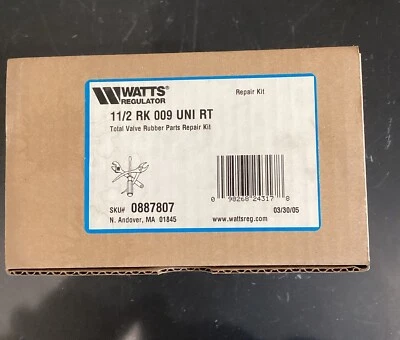 WATTS®
REGULATOR
Repair Kit
11/2 RK 009 UNI RT
Total Valve Rubber Parts Repair Kit
0 98268 24317 8
SKU# 0887807
03/30/05
N. Andover, MA 01845
www.wattsreg.com